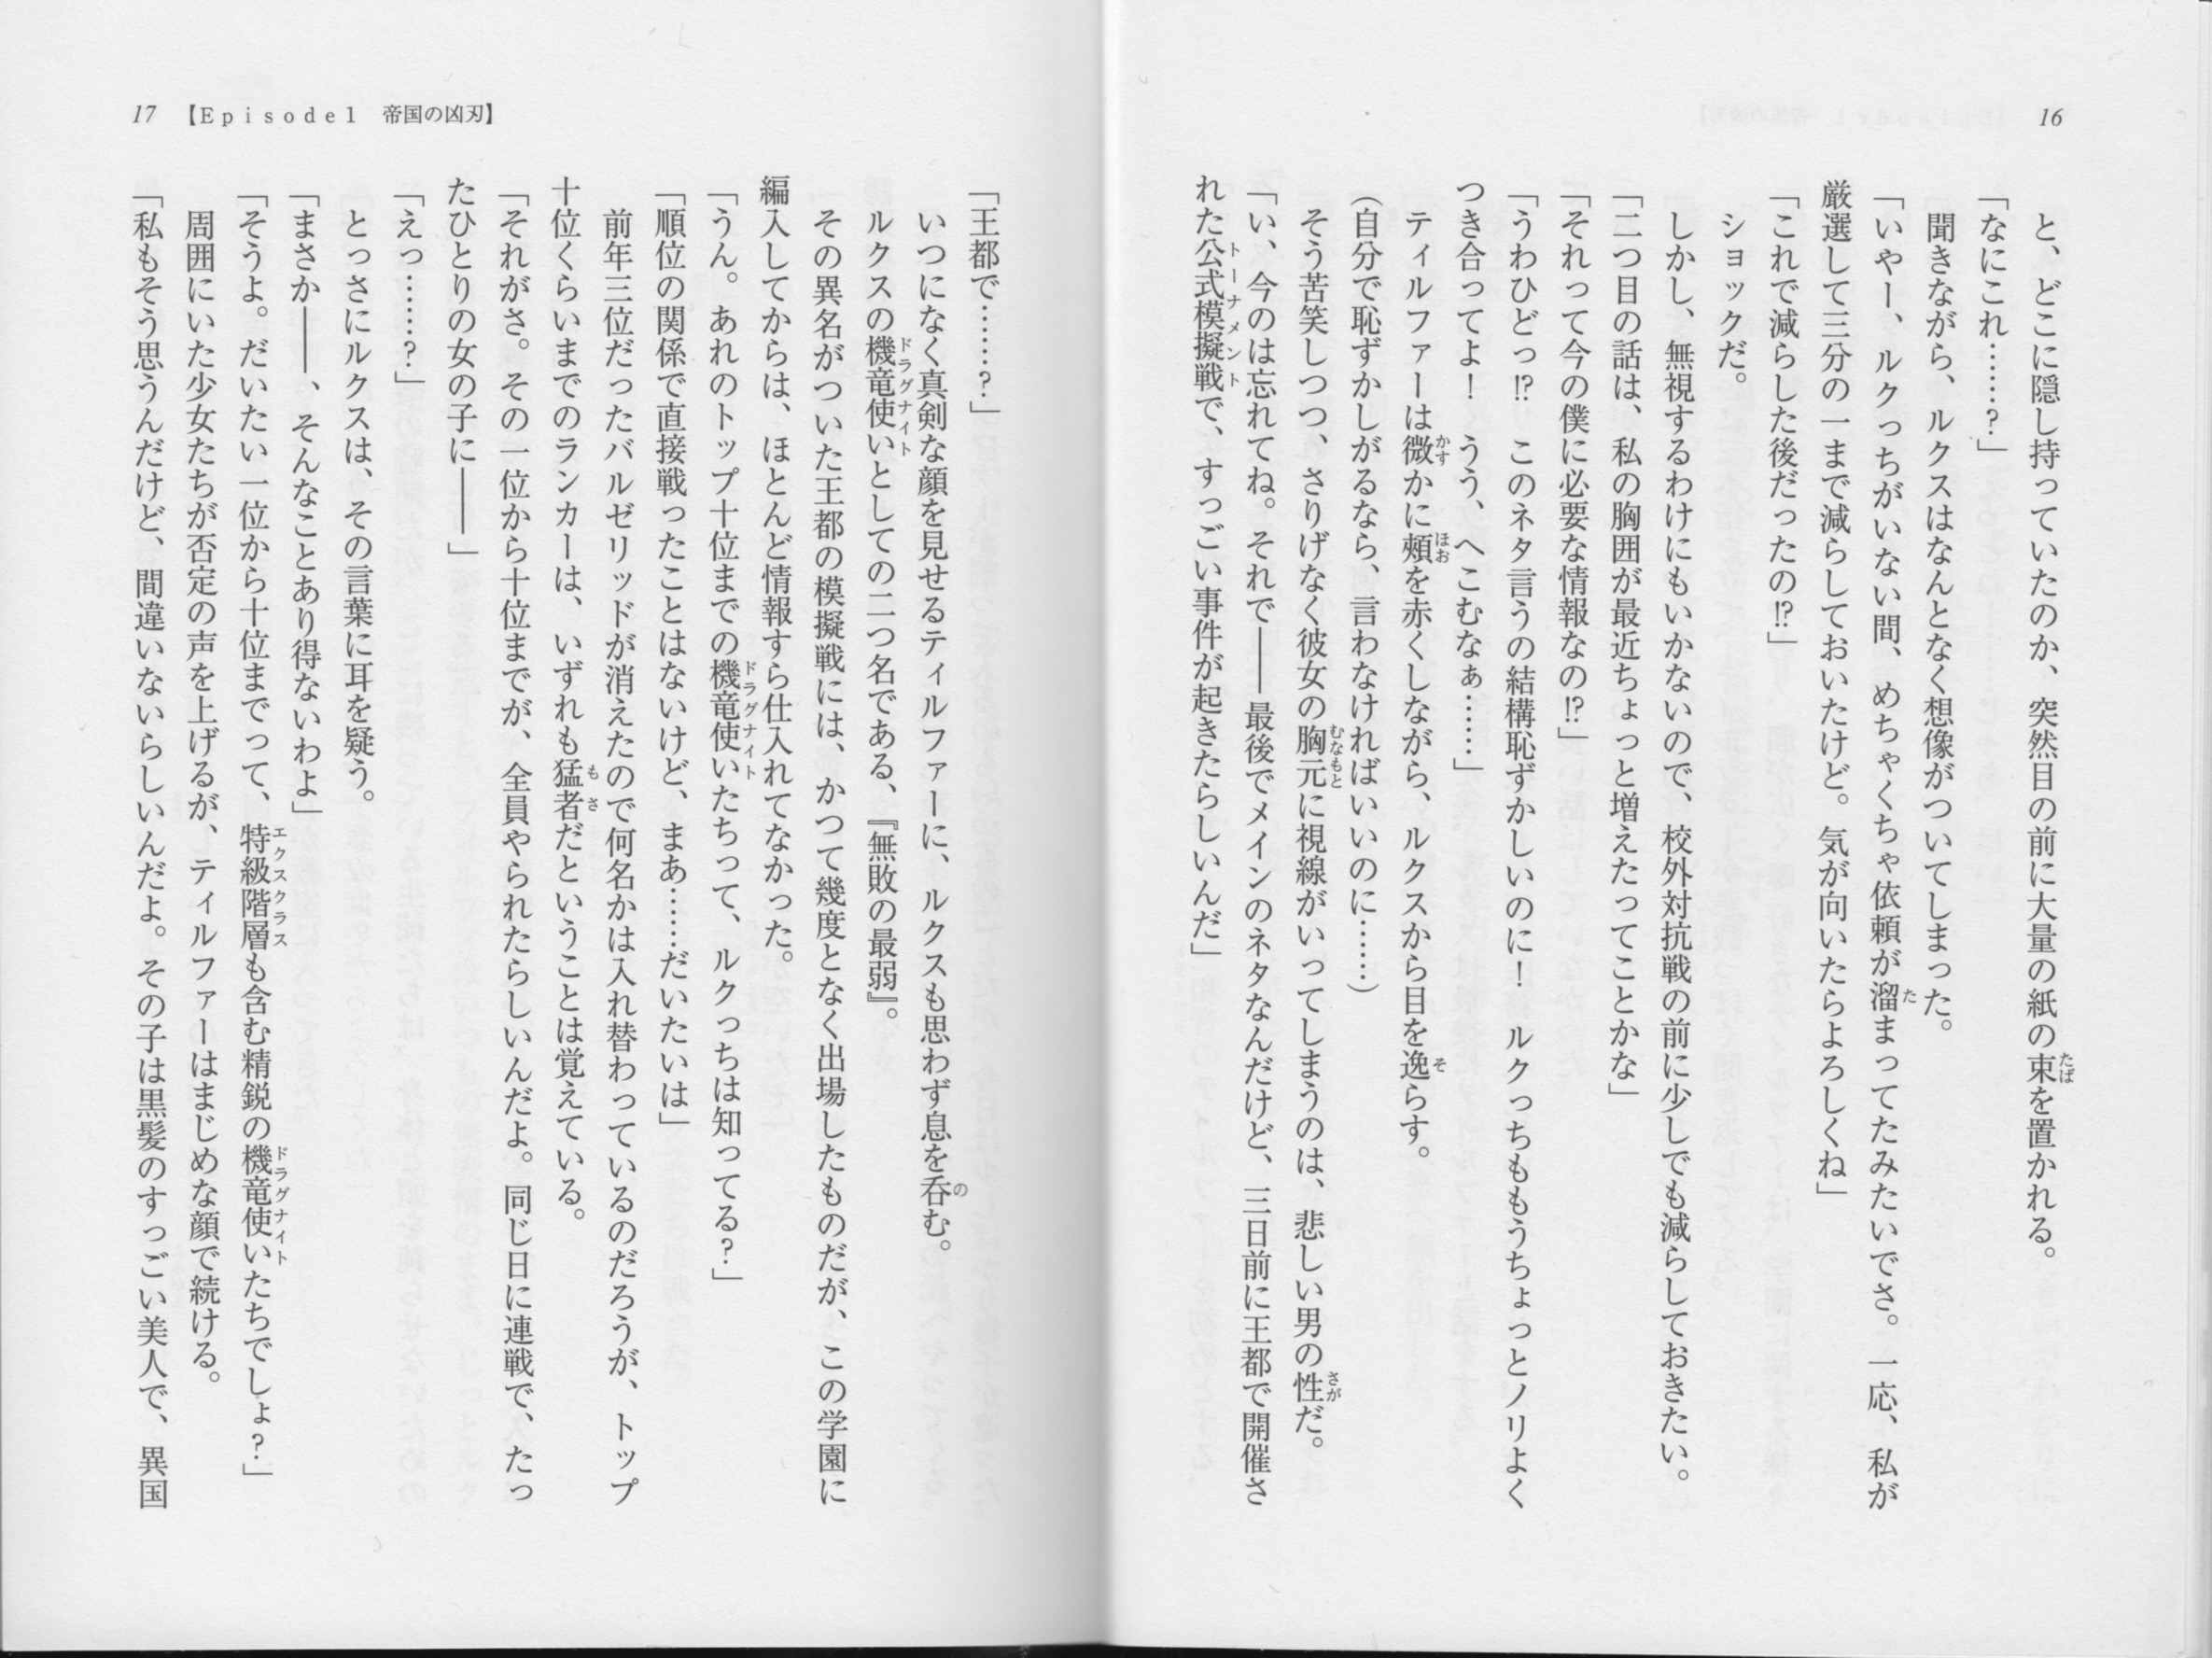 16
と、どこに隠し持っていたのか、突然目の前に大量の紙の束を置かれる。
「なにこれ……？」
聞きながら、ルクスはなんとなく想像がついてしまった。
「いやー、ルクっちがいない間、めちゃくちゃ依頼が溜まってたみたいでさ。一応、私が
厳選して三分の一まで減らしておいたけど。気が向いたらよろしくね」
「これで減らした後だったの⁉」
ショックだ。
しかし、無視するわけにもいかないので、校外対抗戦の前に少しでも減らしておきたい。
「二つ目の話は、私の胸囲が最近ちょっと増えたってことかな」
「それって今の僕に必要な情報なの⁉」
「うわひどっ⁉　このネタ言うの結構恥ずかしいのに！　ルクっちももうちょっとノリよく
つき合ってよ！　うう、へこむなぁ……」
ティルファーは微かに頬を赤くしながら、ルクスから目を逸らす。
（自分で恥ずかしがるなら、言わなければいいのに……）
そう苦笑しつつ、さりげなく彼女の胸元に視線がいってしまうのは、悲しい男の性だ。
「い、今のは忘れてね。それで――最後でメインのネタなんだけど、三日前に王都で開催さ
れた公式模擬戦で、すっごい事件が起きたらしいんだ」
17　【Episode1　帝国の凶刃】
「王都で……？」
いつになく真剣な顔を見せるティルファーに、ルクスも思わず息を呑む。
ルクスの機竜使いとしての二つ名である、『無敗の最弱』。
その異名がついた王都の模擬戦には、かつて幾度となく出場したものだが、この学園に
編入してからは、ほとんど情報すら仕入れてなかった。
「うん。あれのトップ十位までの機竜使いたちって、ルクっちは知ってる？」
「順位の関係で直接戦ったことはないけど、まあ……だいたいは」
前年三位だったバルゼリッドが消えたので何名かは入れ替わっているのだろうが、トップ
十位くらいまでのランカーは、いずれも猛者だということは覚えている。
「それがさ。その一位から十位までが、全員やられたらしいんだよ。同じ日に連戦で、たっ
たひとりの女の子に――」
「えっ……？」
とっさにルクスは、その言葉に耳を疑う。
「まさか――、そんなことあり得ないわよ」
「そうよ。だいたい一位から十位までって、特級階層も含む精鋭の機竜使いたちでしょ？」
周囲にいた少女たちが否定の声を上げるが、ティルファーはまじめな顔で続ける。
「私もそう思うんだけど、間違いないらしいんだよ。その子は黒髪のすっごい美人で、異国